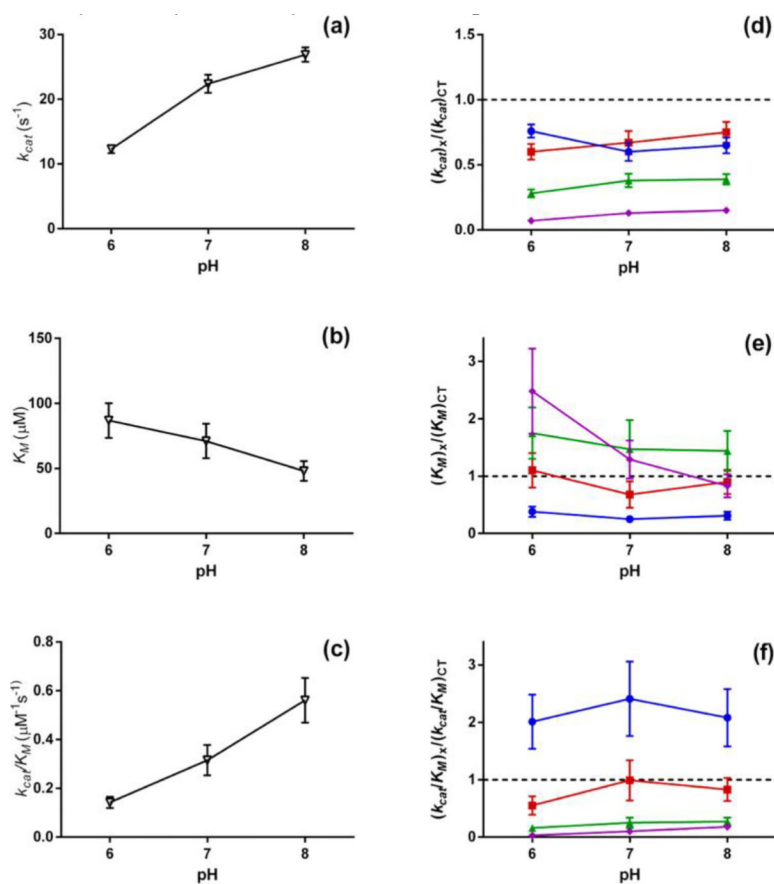 (a)
30
20
10
0
kcat (s⁻¹)
6 7 8
pH
(d)
1.5
1.0
0.5
0.0
(kcat)x/(kcat)CT
6 7 8
pH
(b)
150
100
50
0
KM (μM)
6 7 8
pH
(e)
3
2
1
0
(KM)x/(KM)CT
6 7 8
pH
(c)
0.8
0.6
0.4
0.2
0.0
kcat/KM (μM⁻¹s⁻¹)
6 7 8
pH
(f)
3
2
1
0
(kcat/KM)x/(kcat/KM)CT
6 7 8
pH